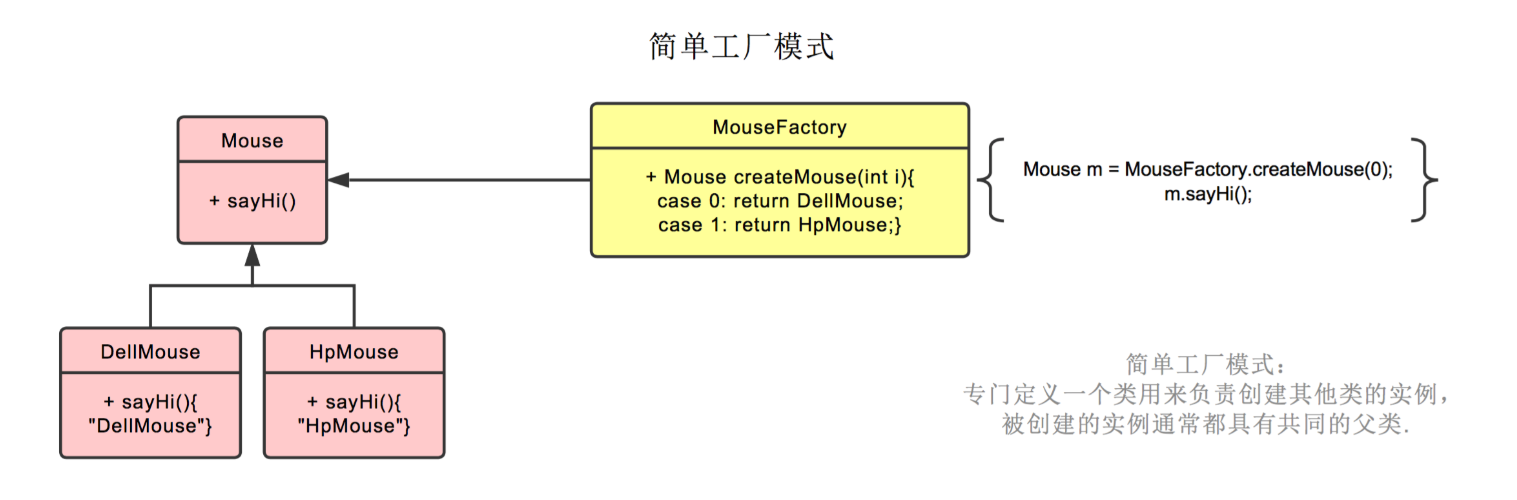 简单工厂模式
Mouse
+ sayHi()
MouseFactory
+ Mouse createMouse(int i){
case 0: return DellMouse;
case 1: return HpMouse;}
Mouse m = MouseFactory.createMouse(0);
m.sayHi();
DellMouse
+ sayHi(){
"DellMouse"}
HpMouse
+ sayHi(){
"HpMouse"}
简单工厂模式：
专门定义一个类用来负责创建其他类的实例，
被创建的实例通常都具有共同的父类.